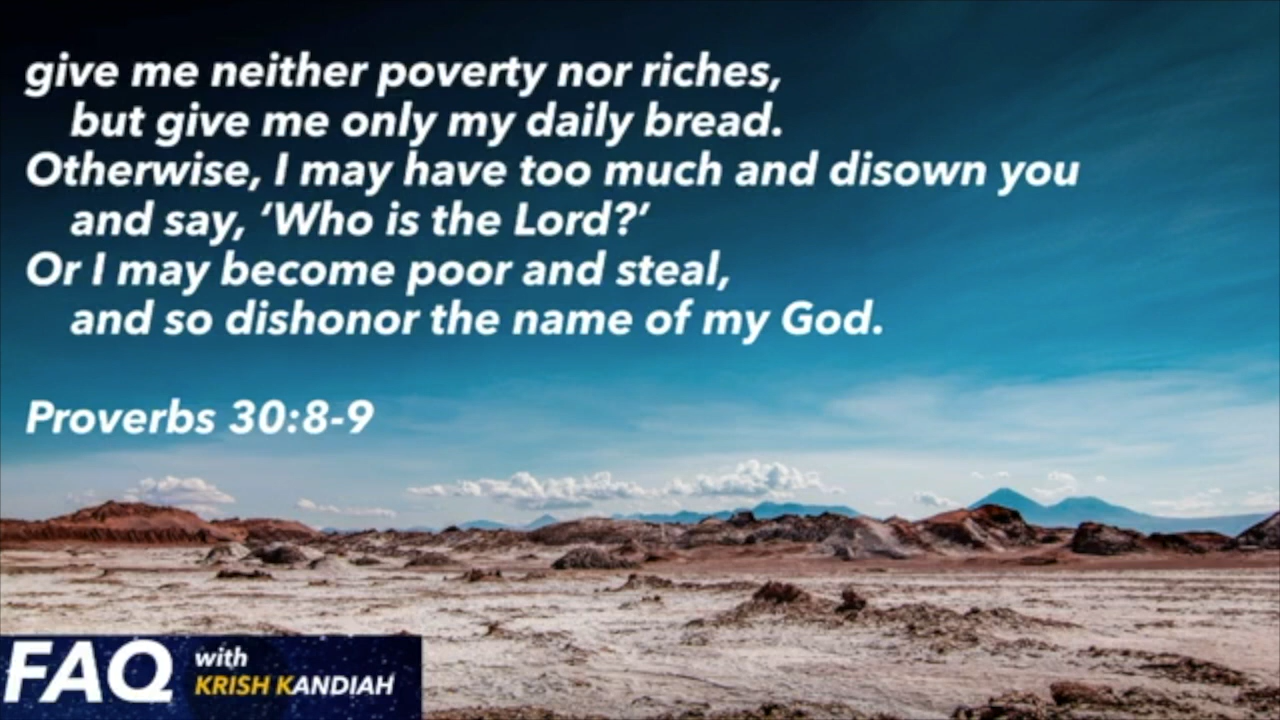 give me neither poverty nor riches,
but give me only my daily bread.
Otherwise, I may have too much and disown you
and say, ‘Who is the Lord?’
Or I may become poor and steal,
and so dishonor the name of my God.
Proverbs 30:8-9
FAQ
with
KRISH KANDIAH